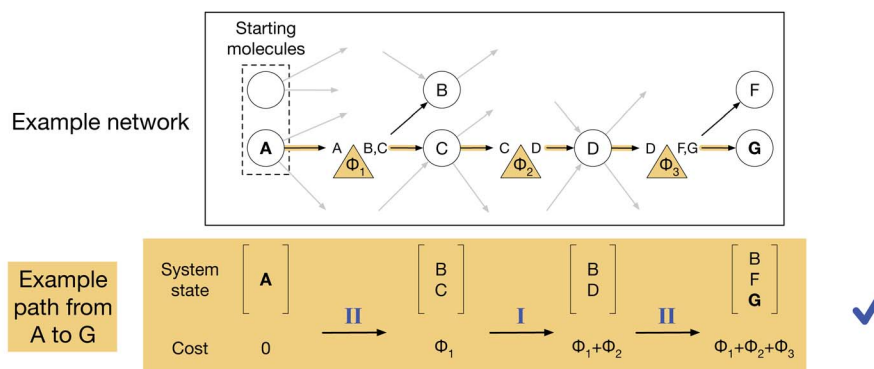 Starting
molecules
B
F
Example network
A
A B,C
Φ₁
C
C D
Φ₂
D
D F,G
Φ₃
G
Example
path from
A to G
System
state
A
B
C
B
D
B
F
G
II
I
II
Cost
0
Φ₁
Φ₁+Φ₂
Φ₁+Φ₂+Φ₃